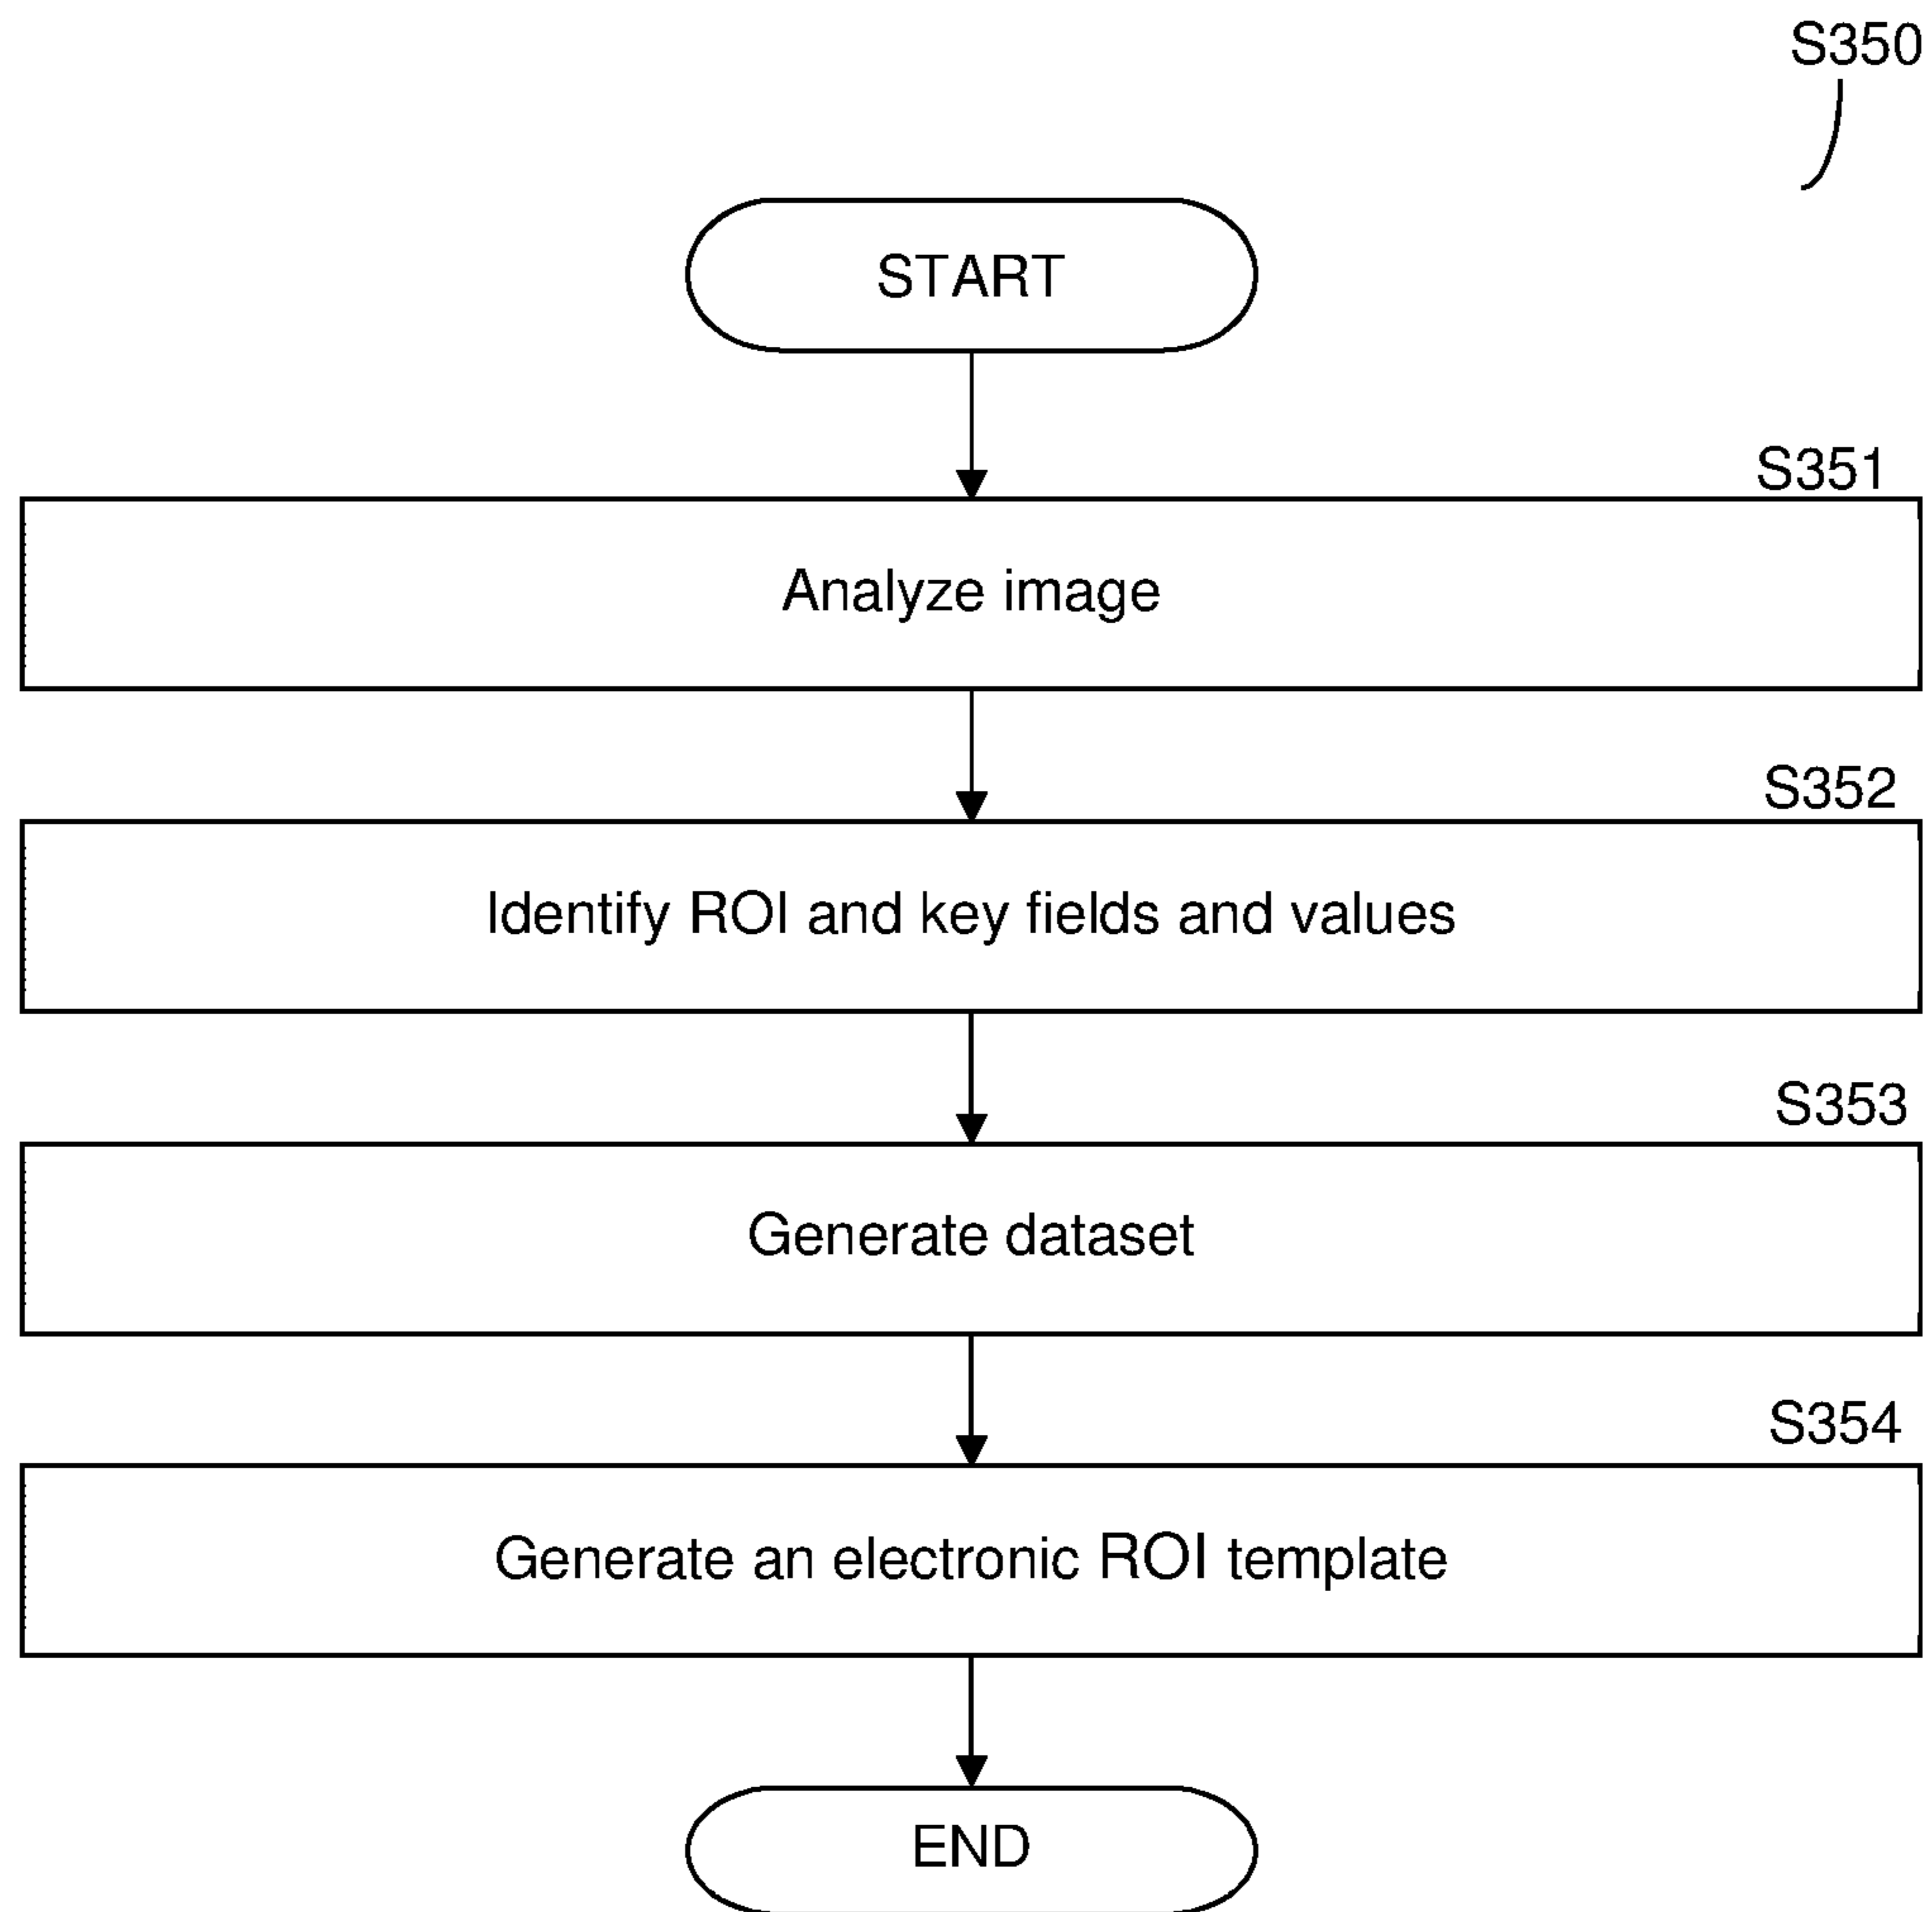 S350
START
S351
Analyze image
S352
Identify ROI and key fields and values
S353
Generate dataset
S354
Generate an electronic ROI template
END